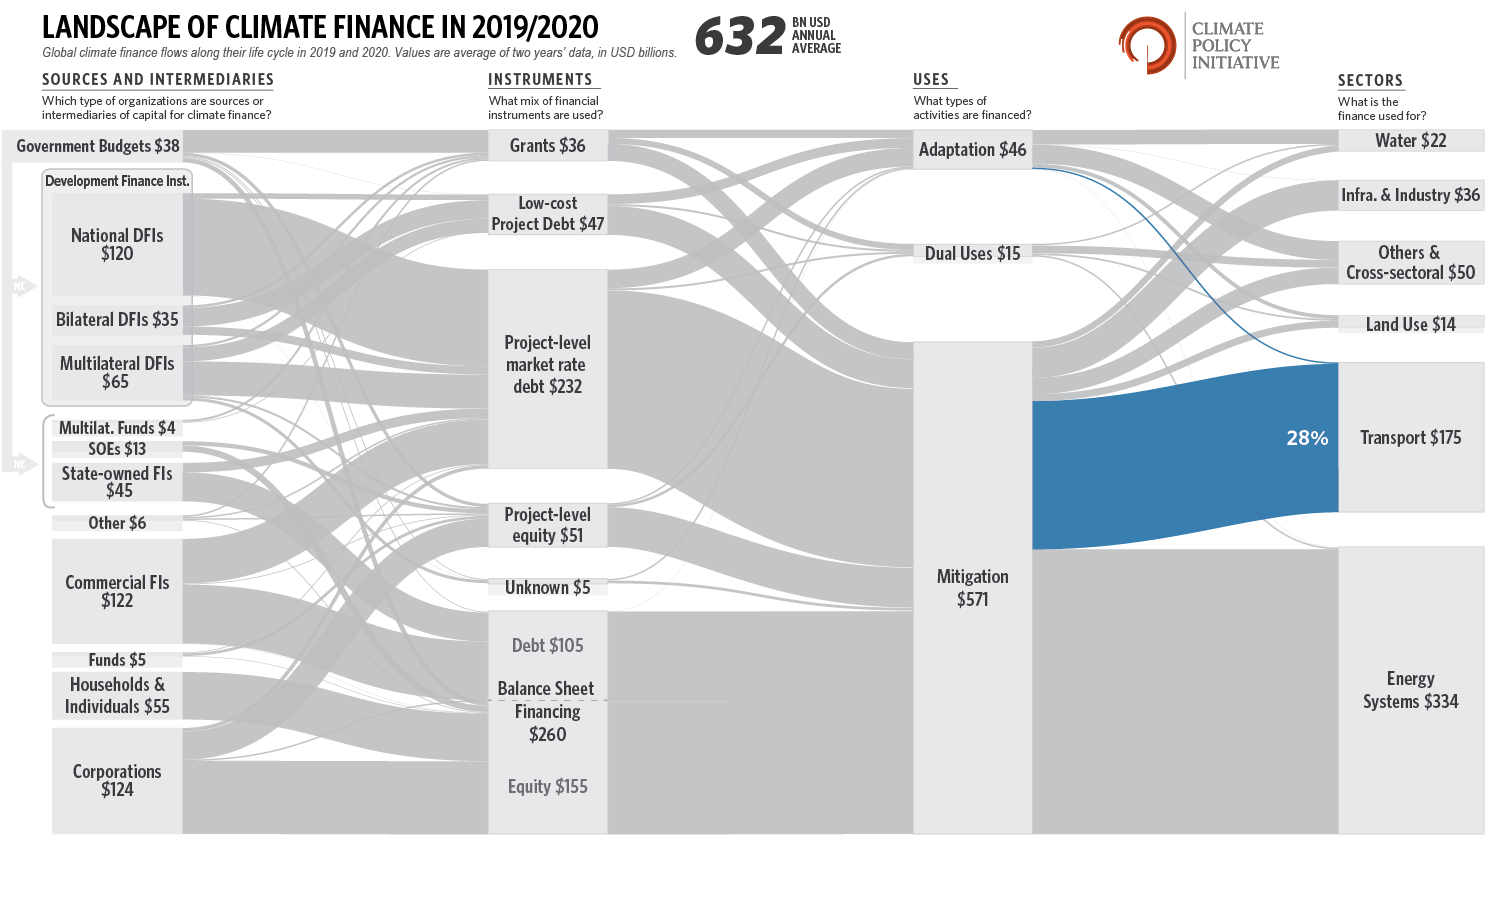 LANDSCAPE OF CLIMATE FINANCE IN 2019/2020
Global climate finance flows along their life cycle in 2019 and 2020. Values are average of two years' data, in USD billions.
632
BN USD
ANNUAL
AVERAGE
CLIMATE
POLICY
INITIATIVE
SOURCES AND INTERMEDIARIES
Which type of organizations are sources or
intermediaries of capital for climate finance?
INSTRUMENTS
What mix of financial
instruments are used?
USES
What types of
activities are financed?
SECTORS
What is the
finance used for?
Government Budgets $38
Development Finance Inst.
National DFIs
$120
NE
Bilateral DFIs $35
Multilateral DFIs
$65
Multilat. Funds $4
SOEs $13
NE
State-owned FIs
$45
Other $6
Commercial FIs
$122
Funds $5
Households &
Individuals $55
Corporations
$124
Grants $36
Low-cost
Project Debt $47
Project-level
market rate
debt $232
Project-level
equity $51
Unknown $5
Debt $105
Balance Sheet
Financing
$260
Equity $155
Adaptation $46
Dual Uses $15
Mitigation
$571
Water $22
Infra. & Industry $36
Others &
Cross-sectoral $50
Land Use $14
28%
Transport $175
Energy
Systems $334